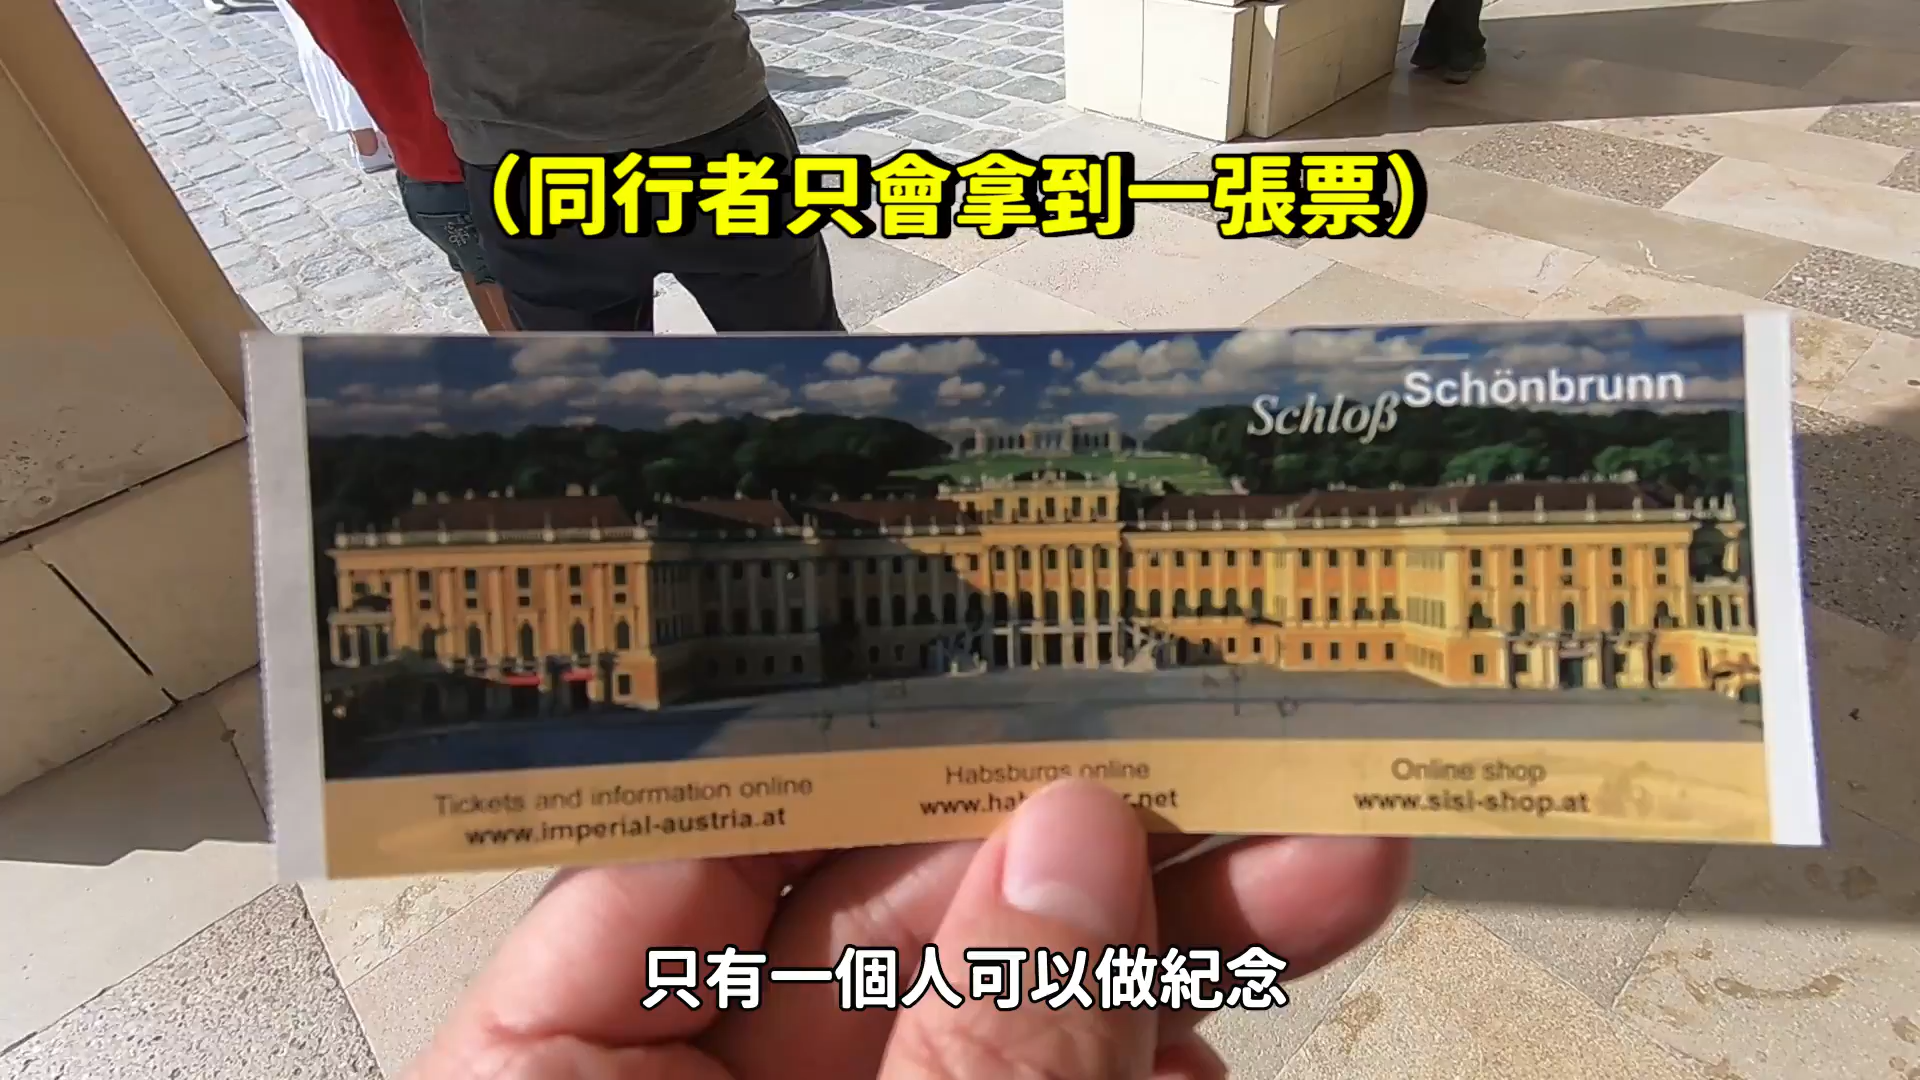 （同行者只會拿到一張票）
Schloß Schönbrunn
Tickets and information online
www.imperial-austria.at
Habsburgs online
Online shop
www.sisi-shop.at
只有一個人可以做紀念